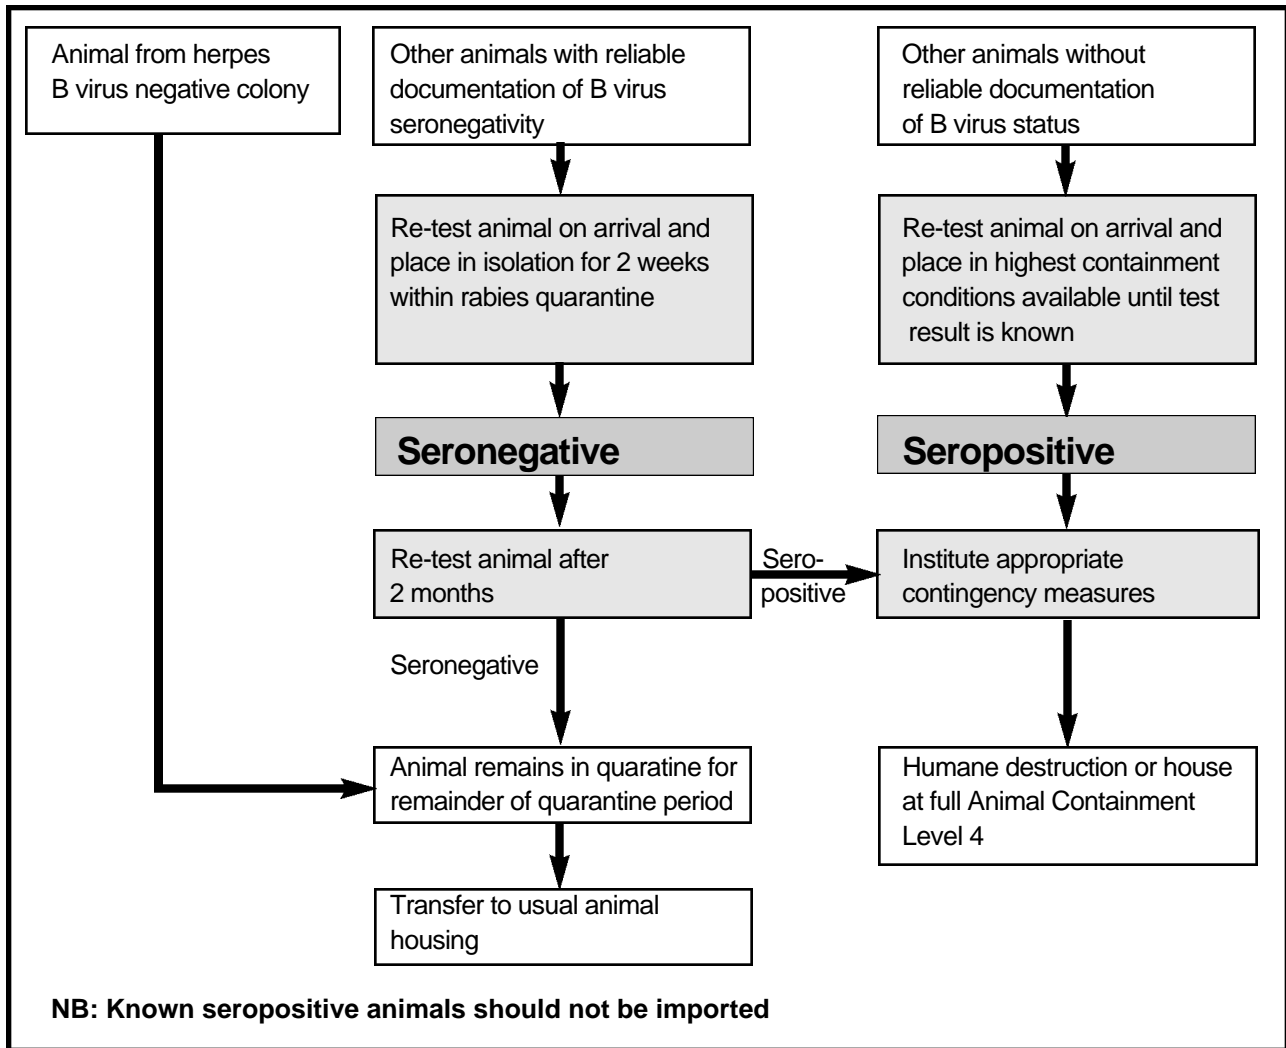 Animal from herpes
B virus negative colony
Other animals with reliable
documentation of B virus
seronegativity
Other animals without
reliable documentation
of B virus status
Re-test animal on arrival and
place in isolation for 2 weeks
within rabies quarantine
Re-test animal on arrival and
place in highest containment
conditions available until test
result is known
Seronegative
Seropositive
Re-test animal after
2 months
Sero-
positive
Institute appropriate
contingency measures
Seronegative
Animal remains in quaratine for
remainder of quarantine period
Humane destruction or house
at full Animal Containment
Level 4
Transfer to usual animal
housing
NB: Known seropositive animals should not be imported